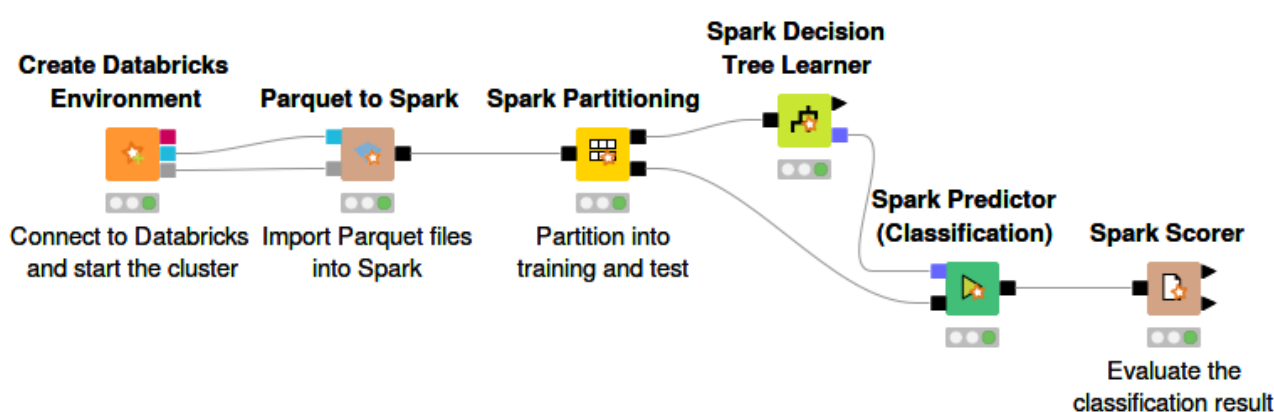 Create Databricks
Environment
Connect to Databricks
and start the cluster
Parquet to Spark
Import Parquet files
into Spark
Spark Partitioning
Partition into
training and test
Spark Decision
Tree Learner
Spark Predictor
(Classification)
Spark Scorer
Evaluate the
classification result